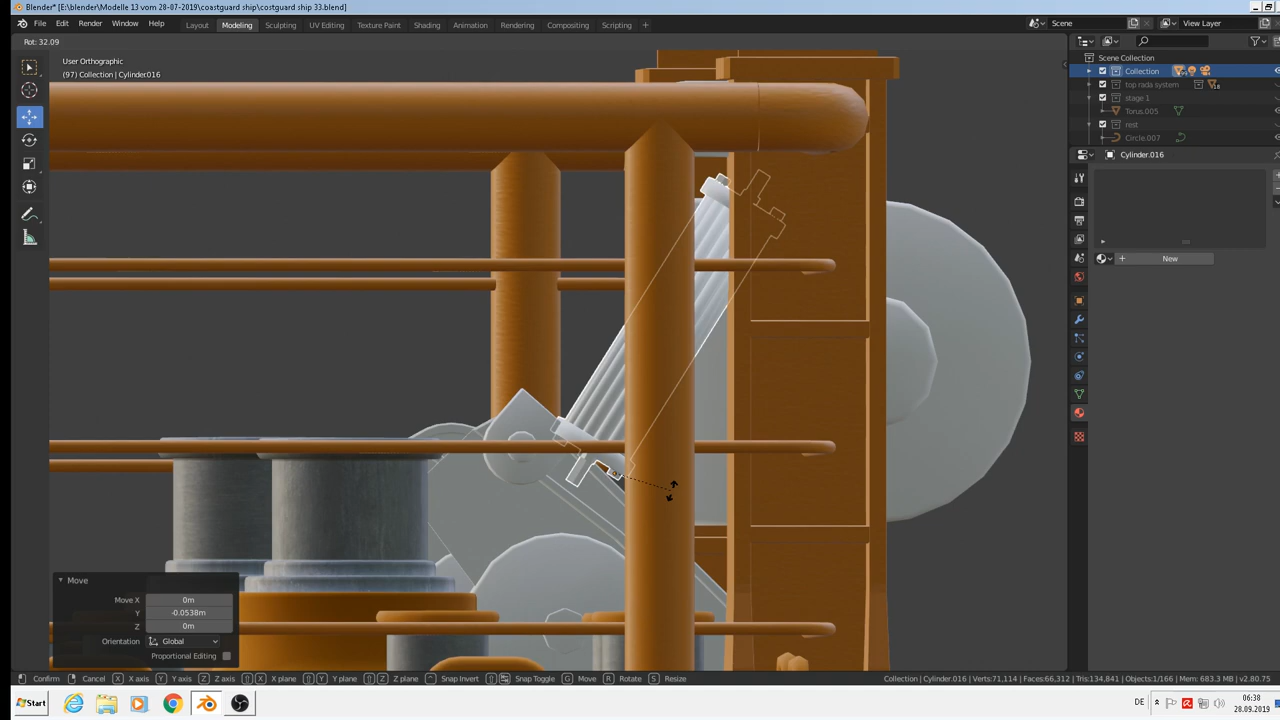 Blender* [E:\blender\Modelle 13 vom 28-07-2019\coastguard ship\costguard ship 33.blend]
File Edit Render Window Help Layout Modeling Sculpting UV Editing Texture Paint Shading Animation Rendering Compositing Scripting + Scene View Layer
Rot: 32.09
User Orthographic
(97) Collection | Cylinder016
Scene Collection
Collection
top rada system
18
stage 1
Torus.005
rest
Circle.007
Cylinder.016
New
Move
Move X 0m
Y -0.0538m
Z 0m
Orientation Global
Proportional Editing
Confirm Cancel X X axis Y Y axis Z Z axis X X plane Y Y plane Z Z plane Snap Invert Snap Toggle G Move R Rotate S Resize Collection | Cylinder.016 | Verts:71,114 | Faces:66,312 | Tris:134,841 | Objects:1/166 | Mem: 683.3 MB | v2.80.75
Start DE 06:38
28.09.2019